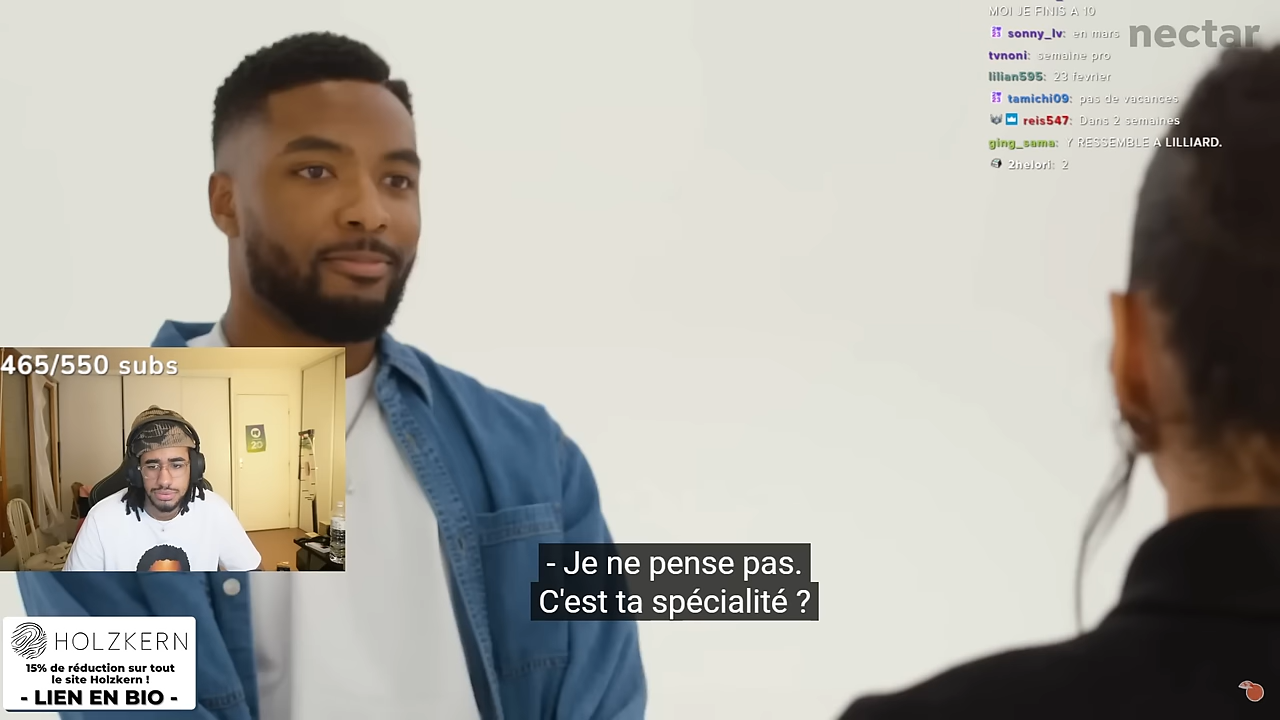 MOI JE FINIS A 10
sonny_lv: en mars
tvnoni: semaine pro
lilian595: 23 fevrier
tamichi09: pas de vacances
reis547: Dans 2 semaines
ging_sama: Y RESSEMBLE A LILLIARD.
2helori: 2
nectar
465/550 subs
20
- Je ne pense pas.
C'est ta spécialité ?
HOLZKERN
15% de réduction sur tout
le site Holzkern !
- LIEN EN BIO -